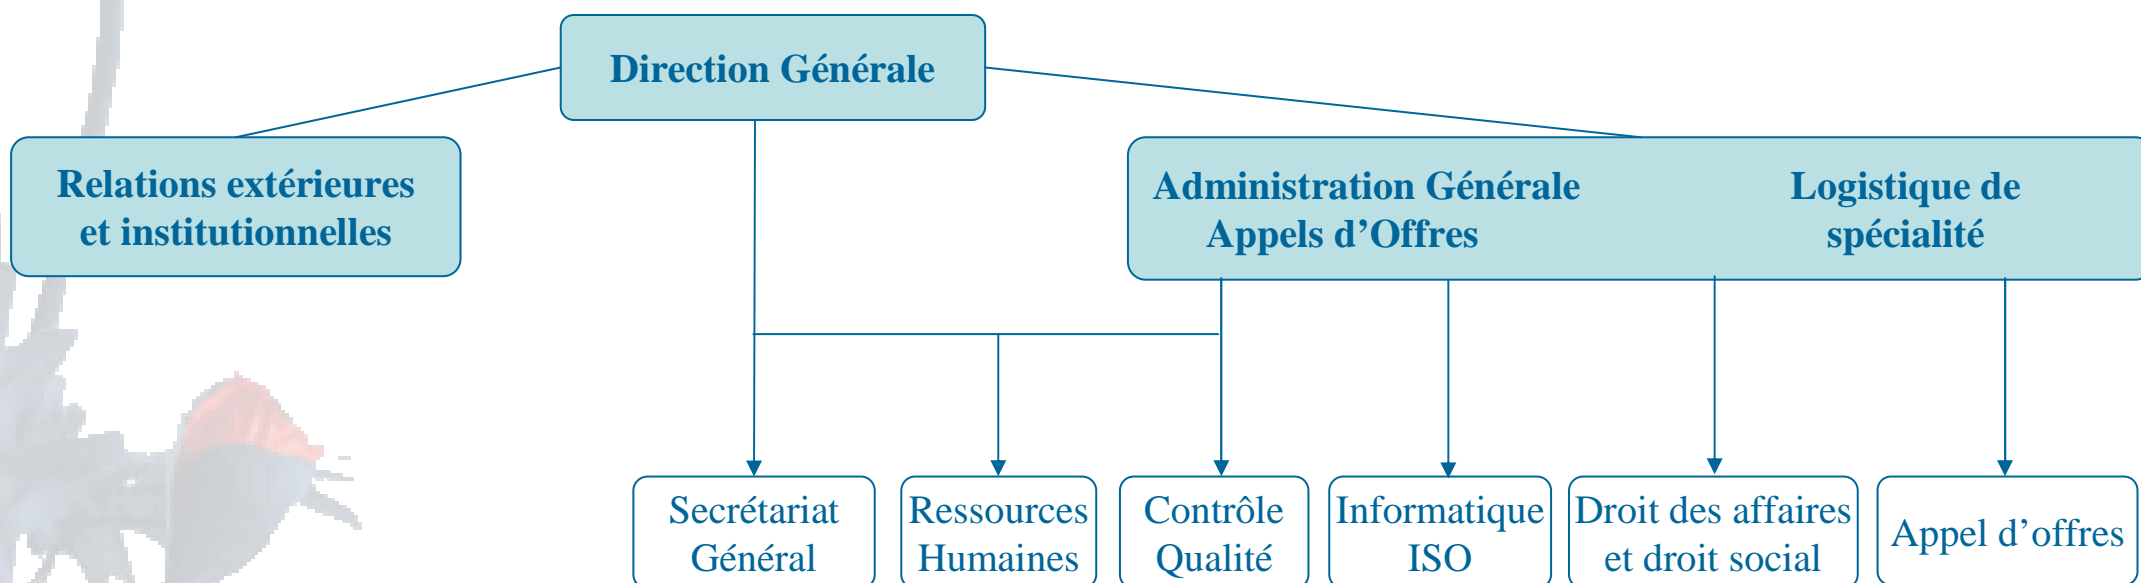 Direction Générale
Relations extérieures
et institutionnelles
Administration Générale
Appels d’Offres
Logistique de
spécialité
Secrétariat
Général
Ressources
Humaines
Contrôle
Qualité
Informatique
ISO
Droit des affaires
et droit social
Appel d’offres